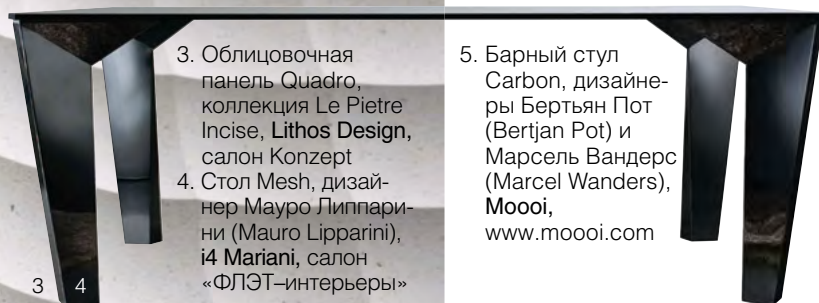 3. Облицовочная
панель Quadro,
коллекция Le Pietre
Incise, Lithos Design,
салон Konzept
4. Стол Mesh, дизай-
нер Мауро Липпари-
ни (Mauro Lipparini),
i4 Mariani, салон
«ФЛЭТ–интерьеры»
5. Барный стул
Carbon, дизайне-
ры Бертьян Пот
(Bertjan Pot) и
Марсель Вандерс
(Marcel Wanders),
Moooi,
www.moooi.com
3 4